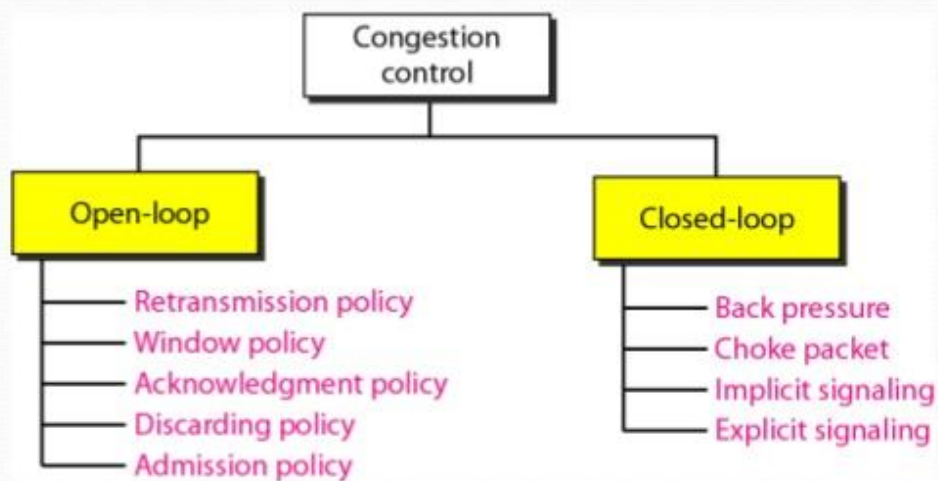 Congestion
control
Open-loop
Retransmission policy
Window policy
Acknowledgment policy
Discarding policy
Admission policy
Closed-loop
Back pressure
Choke packet
Implicit signaling
Explicit signaling